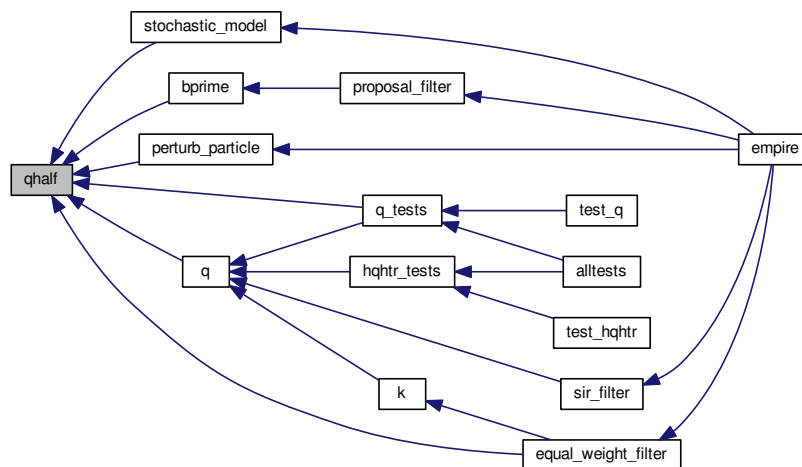 stochastic_model
bprime
proposal_filter
perturb_particle
empire
qhalf
q_tests
test_q
q
hqhtr_tests
alltests
test_hqhtr
k
sir_filter
equal_weight_filter